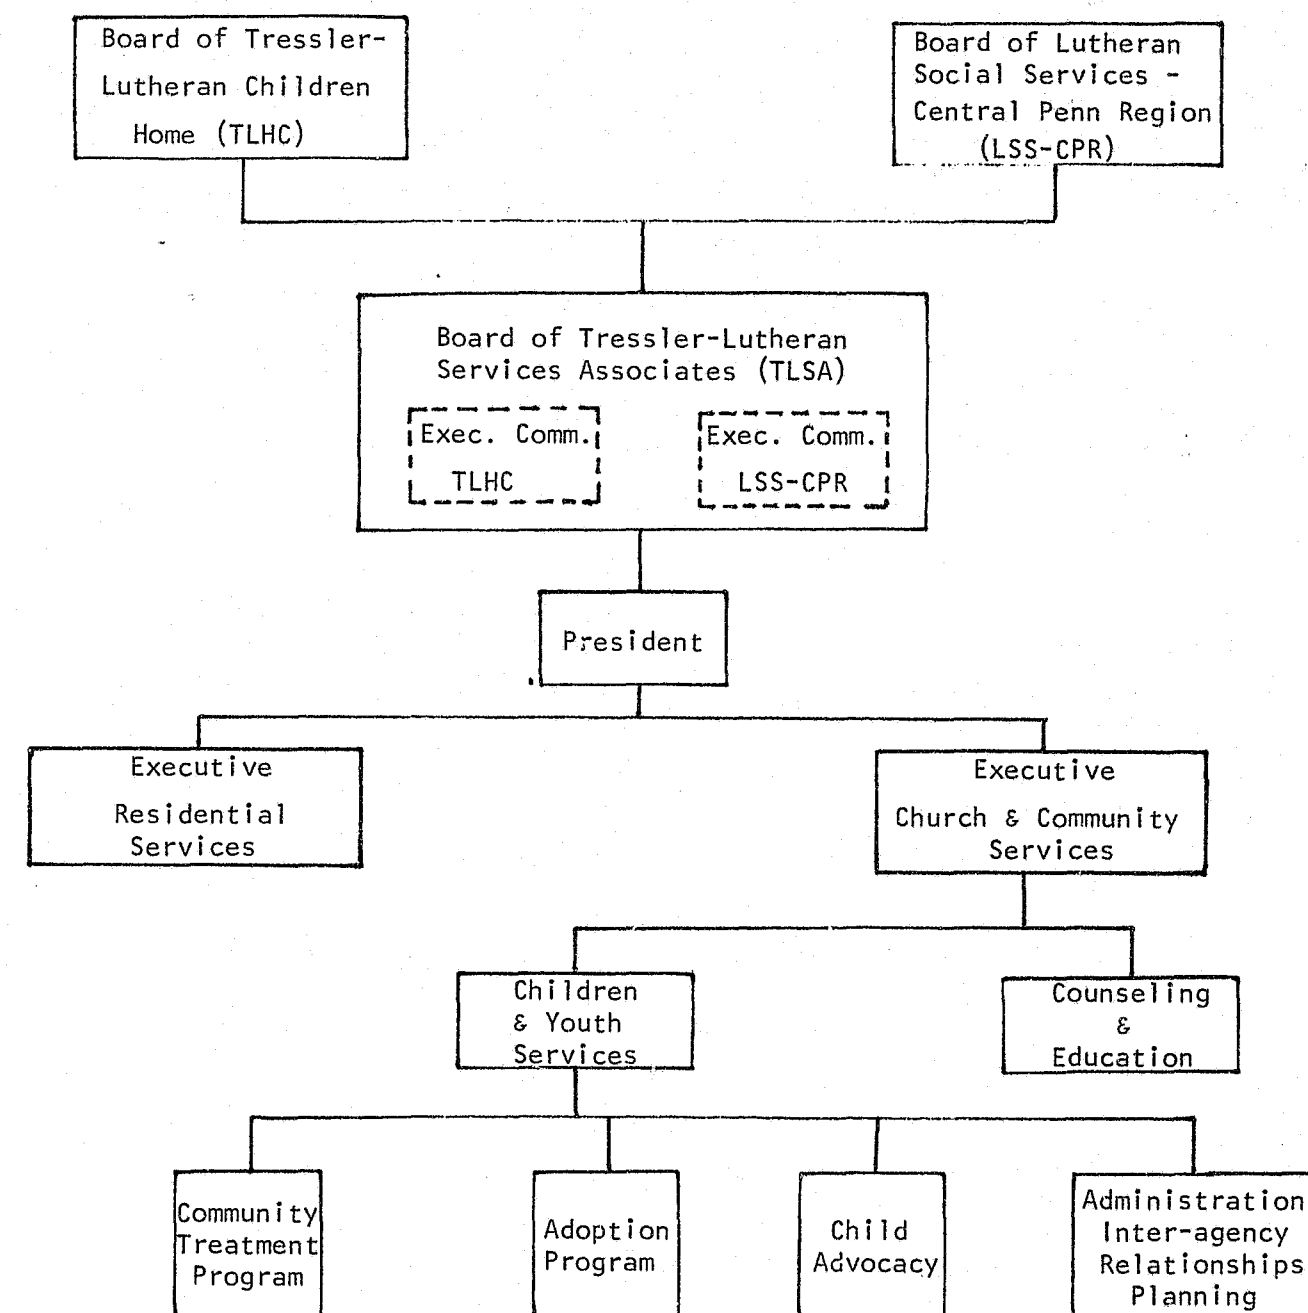 Board of Tressler-
Lutheran Children
Home (TLHC)
Board of Lutheran
Social Services -
Central Penn Region
(LSS-CPR)
Board of Tressler-Lutheran
Services Associates (TLSA)
Exec. Comm.
TLHC
Exec. Comm.
LSS-CPR
President
Executive
Residential
Services
Executive
Church & Community
Services
Children
& Youth
Services
Counseling
&
Education
Community
Treatment
Program
Adoption
Program
Child
Advocacy
Administration
Inter-agency
Relationships
Planning